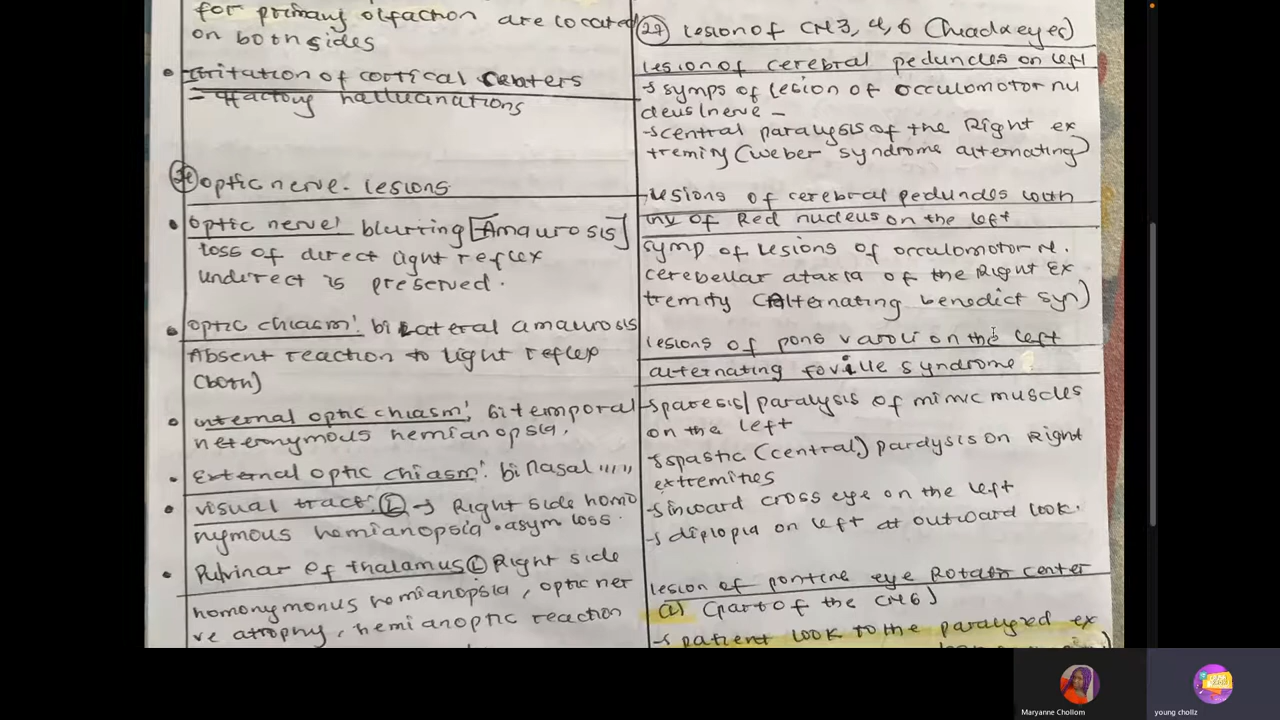 for primary olfaction are located
on both sides
irritation of cortical centers
= olfactory hallucinations
optic nerve. lesions
optic nerve! blurring [Amaurosis]
loss of direct light reflex
undirect is preserved.
optic chiasm! bilateral amaurosis
Absent reaction to light reflex
(both)
internal optic chiasm! bitemporal
heteronymous hemianopsia.
External optic chiasm! binasal """"
visual tract! (L) → Right side homo
nymous hemianopsia. asym loss.
Pulvinar of thalamus (L) Right side
homonymonus hemianopsia, optic ner
ve atrophy, hemianoptic reaction
(27) Lesion of CN 3, 4, 6 (head & eyes)
lesion of cerebral peduncles on left
→ symps of lesion of occulomotor nu
cleus/nerve -
→ central paralysis of the Right ex
tremity (weber syndrome alternating)
Lesions of cerebral peduncles with
inv of Red nucleus on the left
symp of lesions of occulomotor N.
cerebellar ataxia of the Right Ex
tremity (Alternating benedict syn)
lesions of pons varoli on the left
alternating foville syndrome
→ paresis/paralysis of mimic muscles
on the left
→ spastic (central) paralysis on Right
extremities
→ inward cross eye on the left
→ diplopia on left at outward look.
lesion of pontine eye Rotatn center
(part of the CN6)
→ patient look to the paralyzed ex
Maryanne Chollom
young chollz